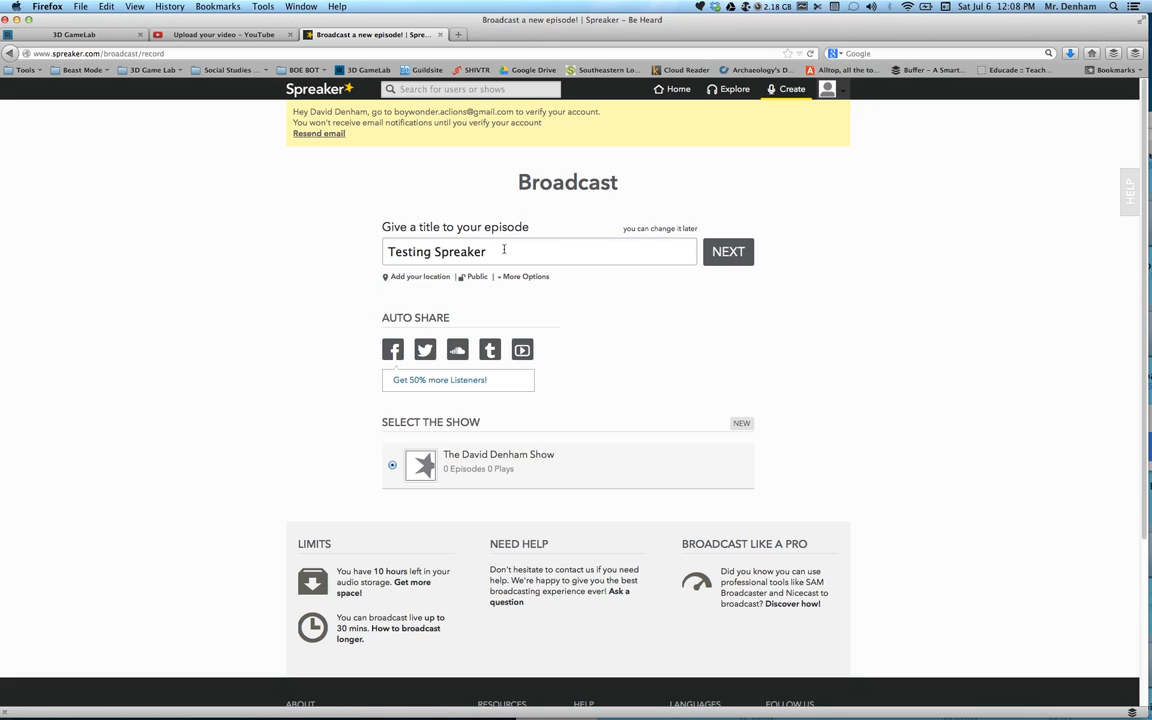 Firefox File Edit View History Bookmarks Tools Window Help 2.18 GB Sat Jul 6 12:08 PM Mr. Denham
Broadcast a new episode! | Spreaker - Be Heard
3D GameLab Upload your video - YouTube Broadcast a new episode! | Spre...
www.spreaker.com/broadcast/record Google
Tools Beast Mode 3D Game Lab Social Studies ... BOE BOT 3D GameLab Guildsite SHIVTR Google Drive Southeastern Lo... Cloud Reader Archaeology's D... Alltop, all the to... Buffer - A Smart... Educade :: Teach... Bookmarks
Spreaker Search for users or shows Home Explore Create
Hey David Denham, go to boywonder.aclions@gmail.com to verify your account.
You won't receive email notifications until you verify your account
Resend email
HELP
Broadcast
Give a title to your episode you can change it later
Testing Spreaker NEXT
Add your location | Public | More Options
AUTO SHARE
Get 50% more Listeners!
SELECT THE SHOW NEW
The David Denham Show
0 Episodes 0 Plays
LIMITS
You have 10 hours left in your
audio storage. Get more
space!
You can broadcast live up to
30 mins. How to broadcast
longer.
NEED HELP
Don't hesitate to contact us if you need
help. We're happy to give you the best
broadcasting experience ever! Ask a
question
BROADCAST LIKE A PRO
Did you know you can use
professional tools like SAM
Broadcaster and Nicecast to
broadcast? Discover how!
ABOUT RESOURCES HELP LANGUAGES FOLLOW US